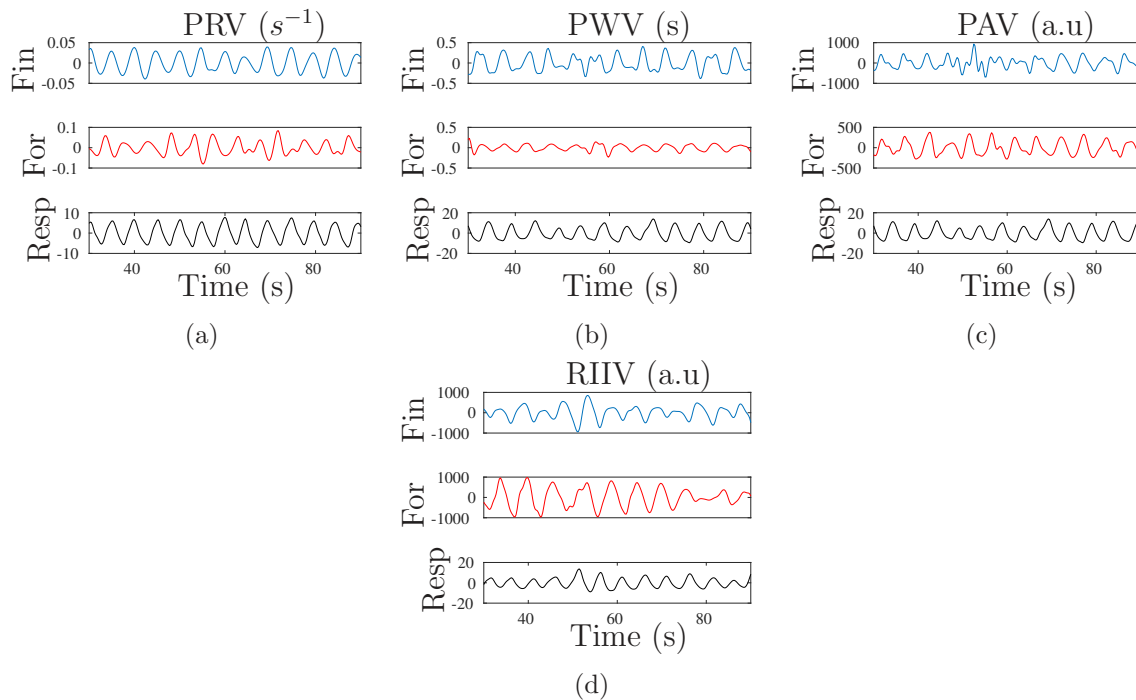 PRV (s⁻¹)
Fin
0.05
0
-0.05
For
0.1
0
-0.1
Resp
10
0
-10
40
60
80
Time (s)
(a)
PWV (s)
Fin
0.5
0
-0.5
For
0.5
0
-0.5
Resp
20
0
-20
40
60
80
Time (s)
(b)
PAV (a.u)
Fin
1000
0
-1000
For
500
0
-500
Resp
20
0
-20
40
60
80
Time (s)
(c)
RIIV (a.u)
Fin
1000
0
-1000
For
1000
0
-1000
Resp
20
0
-20
40
60
80
Time (s)
(d)